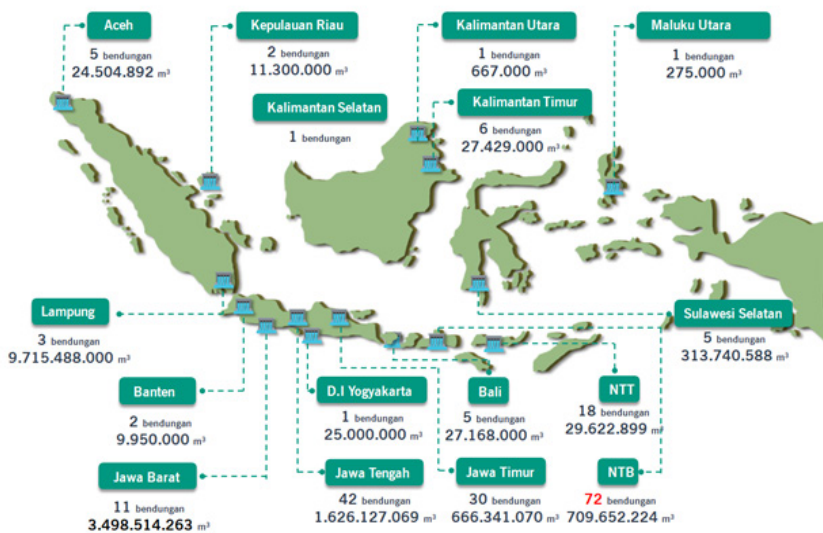 Aceh
5 bendungan
24.504.892 m³
Kepulauan Riau
2 bendungan
11.300.000 m³
Kalimantan Utara
1 bendungan
667.000 m³
Maluku Utara
1 bendungan
275.000 m³
Kalimantan Selatan
1 bendungan
Kalimantan Timur
6 bendungan
27.429.000 m³
Lampung
3 bendungan
9.715.488.000 m³
Sulawesi Selatan
5 bendungan
313.740.588 m³
Banten
2 bendungan
9.950.000 m³
D.I Yogyakarta
1 bendungan
25.000.000 m³
Bali
5 bendungan
27.168.000 m³
NTT
18 bendungan
29.622.899 m³
Jawa Barat
11 bendungan
3.498.514.263 m³
Jawa Tengah
42 bendungan
1.626.127.069 m³
Jawa Timur
30 bendungan
666.341.070 m³
NTB
72 bendungan
709.652.224 m³